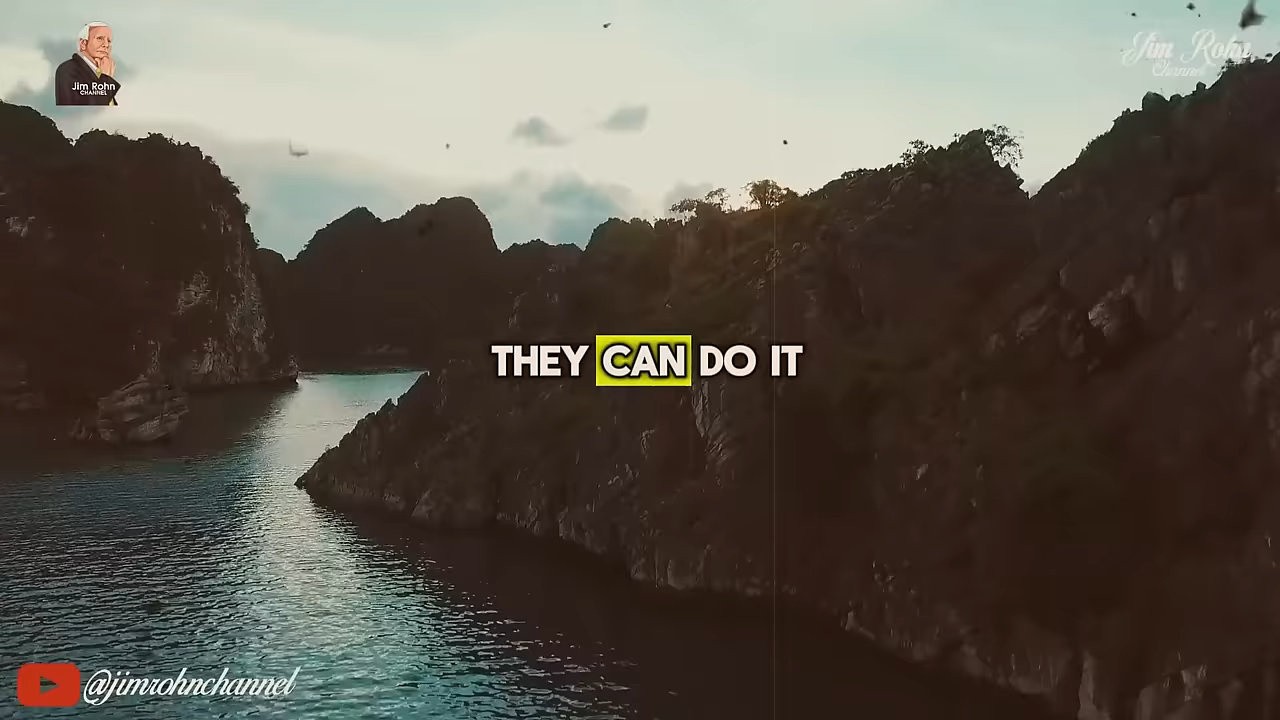 Jim Rohn
CHANNEL
Jim Rohn
Channel
THEY CAN DO IT
@jimrohnchannel